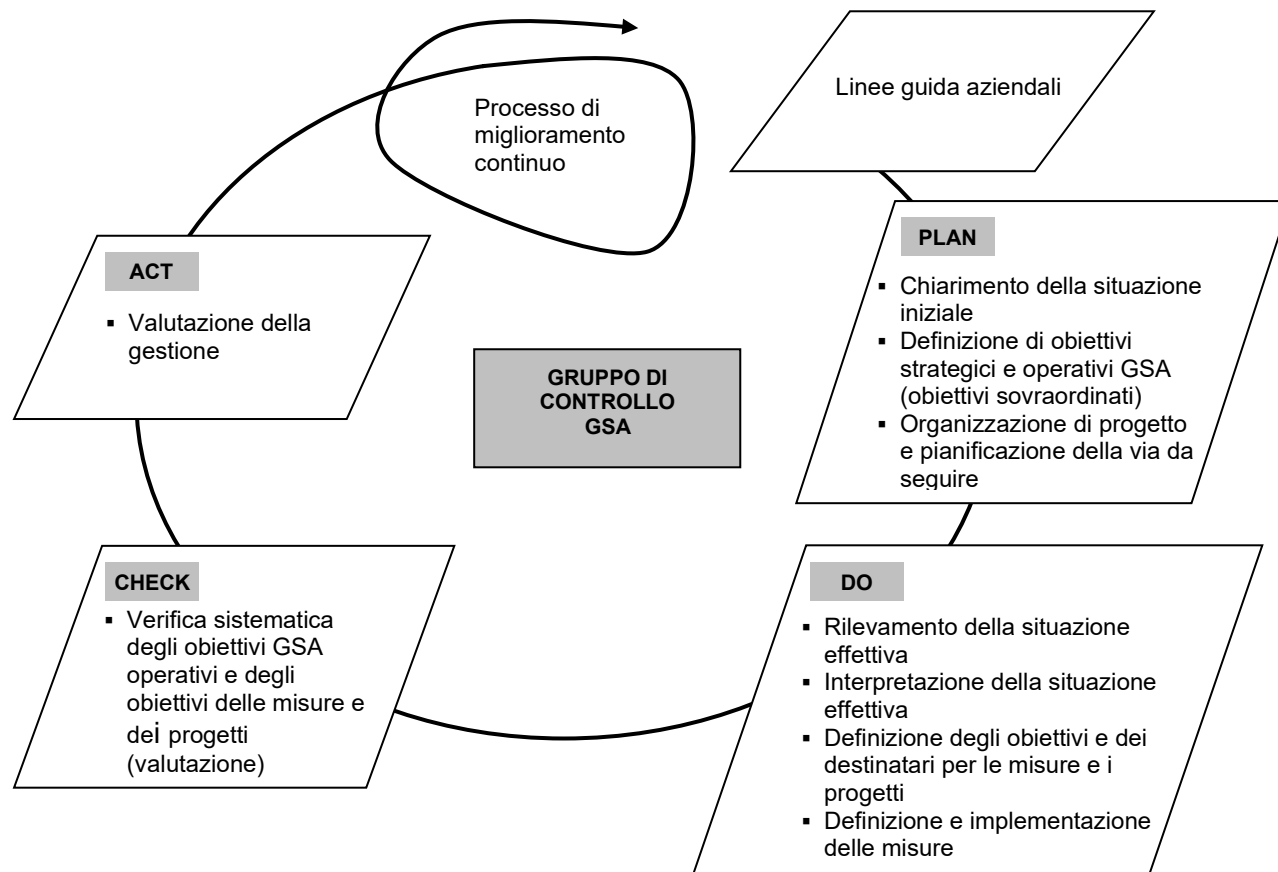 Linee guida aziendali
Processo di
miglioramento
continuo
PLAN
▪ Chiarimento della situazione
iniziale
▪ Definizione di obiettivi
strategici e operativi GSA
(obiettivi sovraordinati)
▪ Organizzazione di progetto
e pianificazione della via da
seguire
ACT
▪ Valutazione della
gestione
GRUPPO DI
CONTROLLO
GSA
CHECK
▪ Verifica sistematica
degli obiettivi GSA
operativi e degli
obiettivi delle misure e
dei progetti
(valutazione)
DO
▪ Rilevamento della situazione
effettiva
▪ Interpretazione della situazione
effettiva
▪ Definizione degli obiettivi e dei
destinatari per le misure e i
progetti
▪ Definizione e implementazione
delle misure